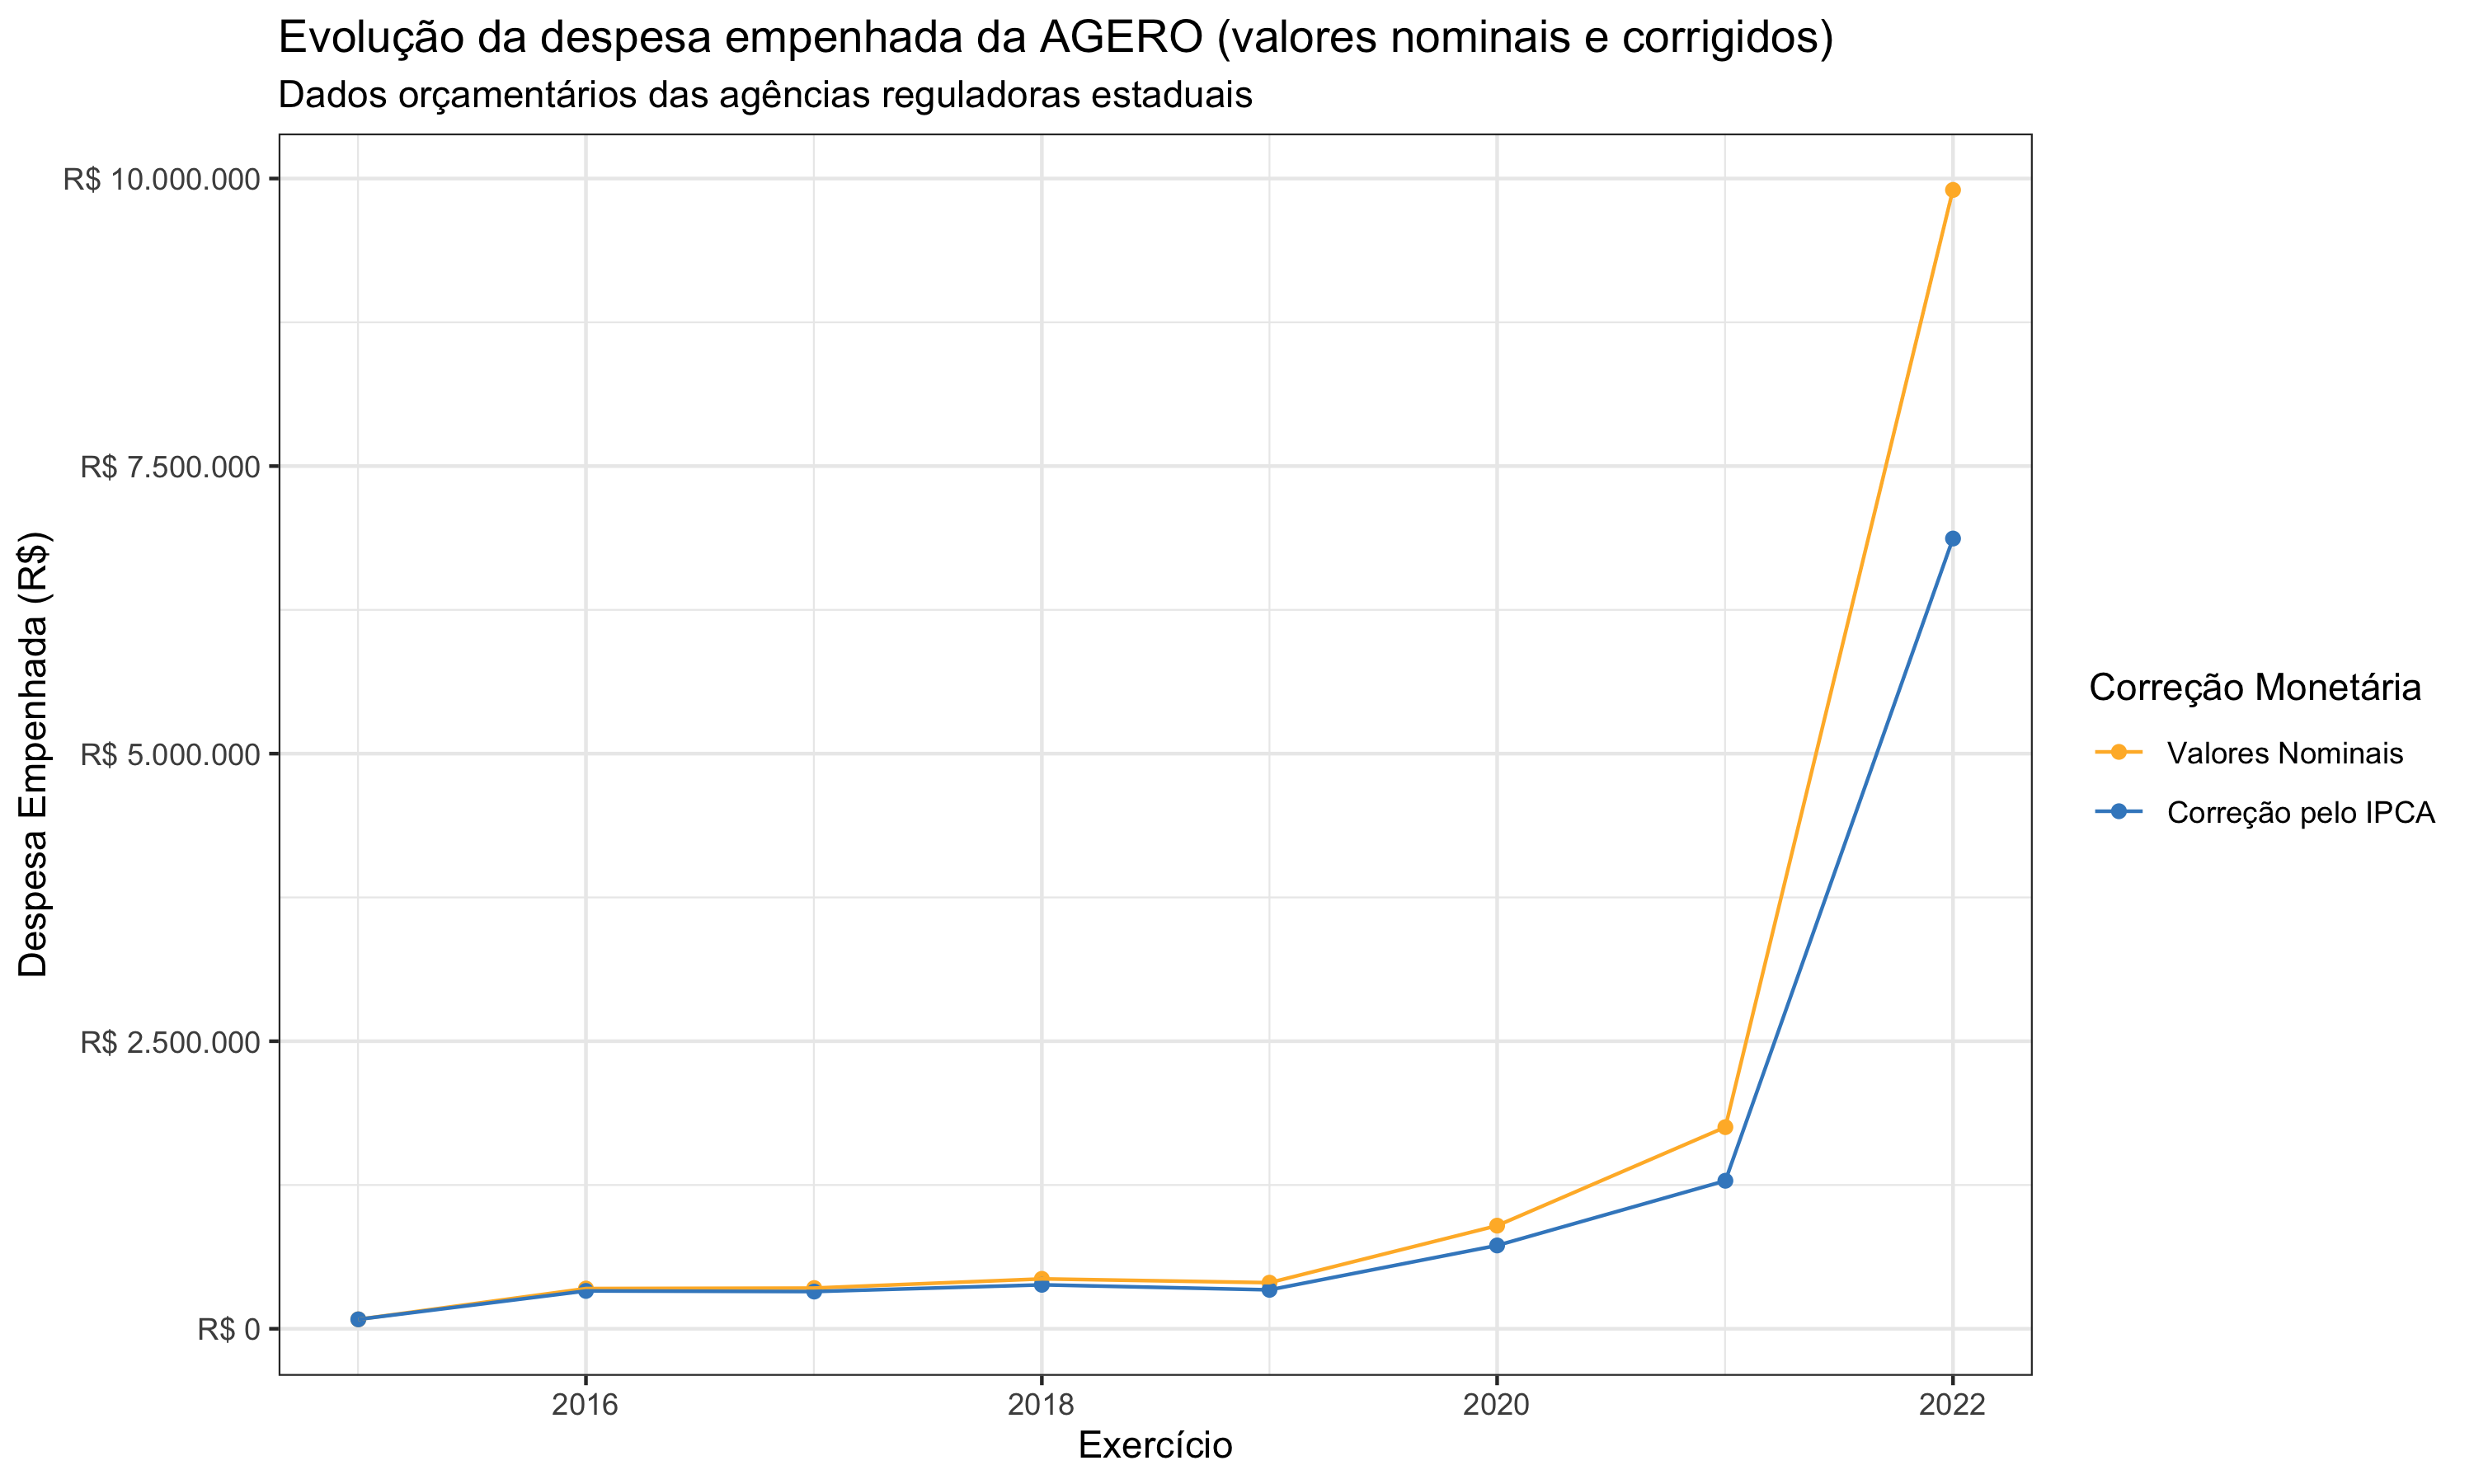 Evolução da despesa empenhada da AGERO (valores nominais e corrigidos)
Dados orçamentários das agências reguladoras estaduais
Despesa Empenhada (R$)
R$ 10.000.000
R$ 7.500.000
R$ 5.000.000
R$ 2.500.000
R$ 0
2016
2018
2020
2022
Exercício
Correção Monetária
Valores Nominais
Correção pelo IPCA